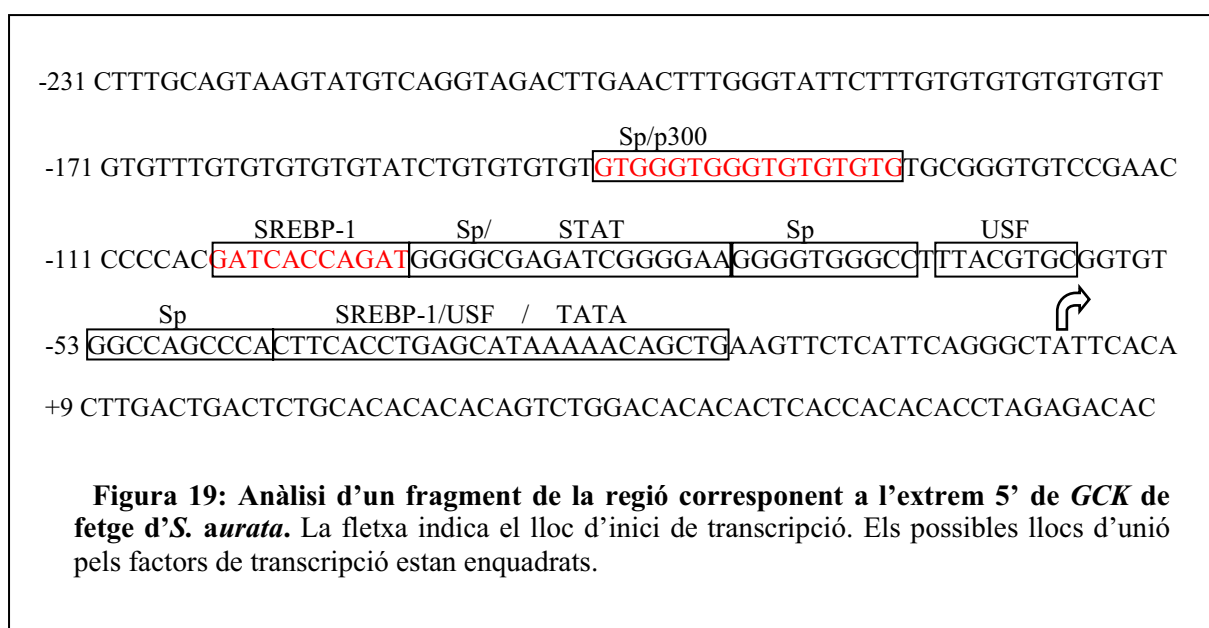 -231 CTTTGCAGTAAGTATGTCAGGTAGACTTGAACTTTGGGTATTCTTTGTGTGTGTGTGTGT
Sp/p300
-171 GTGTTTGTGTGTGTGTGTATCTGTGTGTGTGTGGGTGGGTGTGTGTGTGCGGGTGTCCGAAC
SREBP-1 Sp/ STAT Sp USF
-111 CCCCACGATCACCAGATGGGGCGAGATCGGGGAAGGGGTGGGCCTTTACGTGCGGTGT
Sp SREBP-1/USF / TATA
-53 GGCCAGCCCACTTCACCTGAGCATAAAAACAGCTGAAGTTCTCATTCAGGGCTATTCACA
+9 CTTGACTGACTCTGCACACACACAGTCTGGACACACACTCACCACACACCTAGAGACAC
Figura 19: Anàlisi d’un fragment de la regió corresponent a l’extrem 5’ de GCK de
fetge d’S. aurata. La fletxa indica el lloc d’inici de transcripció. Els possibles llocs d’unió
pels factors de transcripció estan enquadrats.